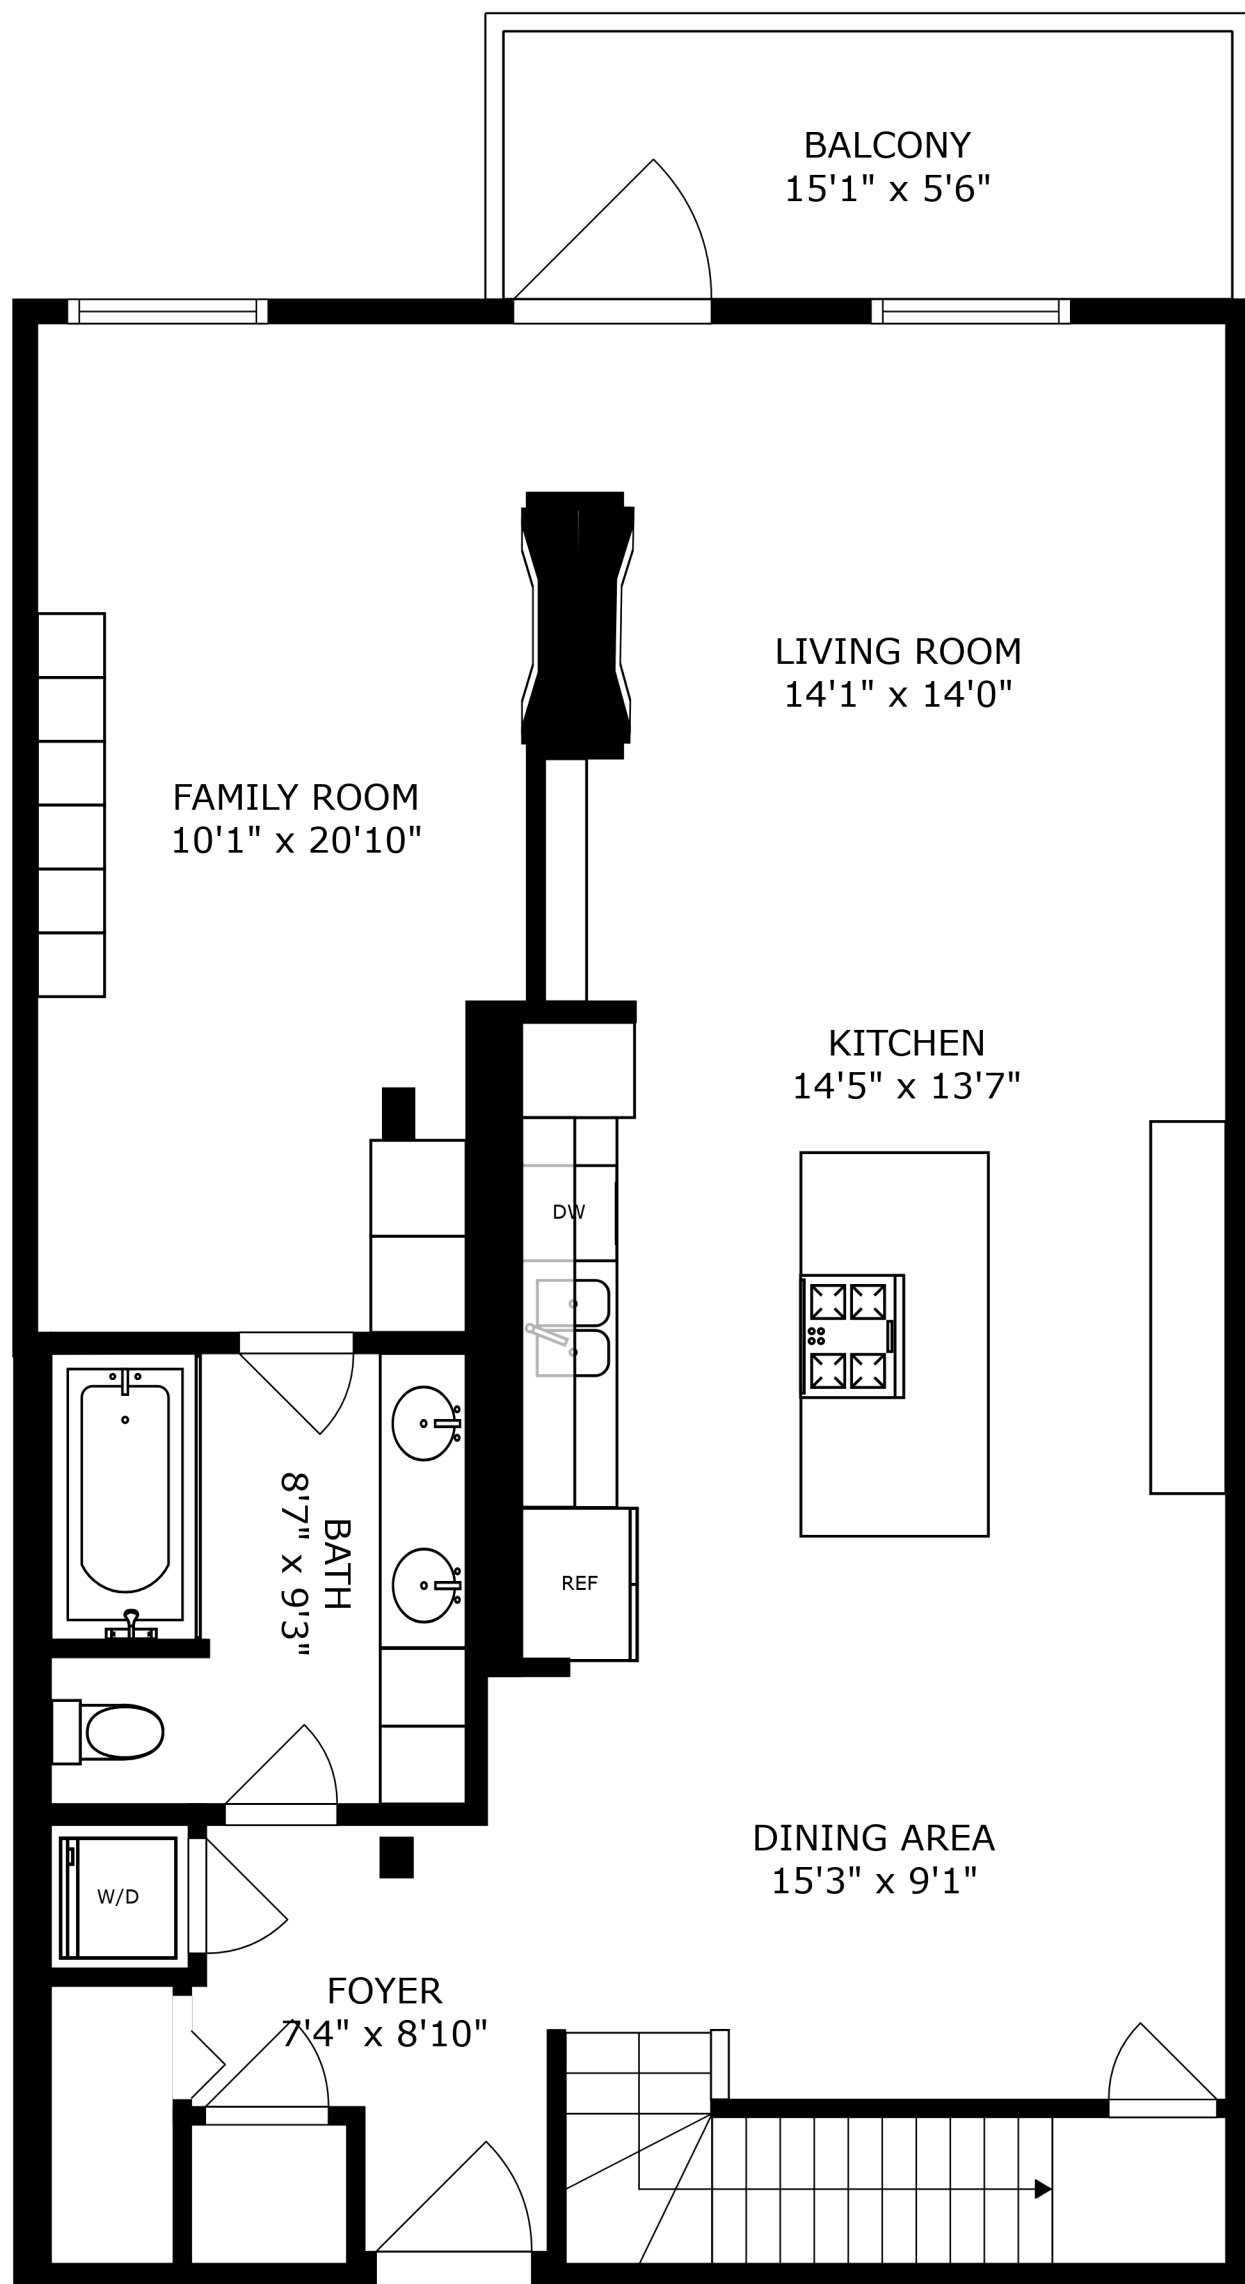 BALCONY
15'1" x 5'6"
LIVING ROOM
14'1" x 14'0"
FAMILY ROOM
10'1" x 20'10"
KITCHEN
14'5" x 13'7"
DW
BATH
8'7" x 9'3"
REF
DINING AREA
15'3" x 9'1"
W/D
FOYER
7'4" x 8'10"